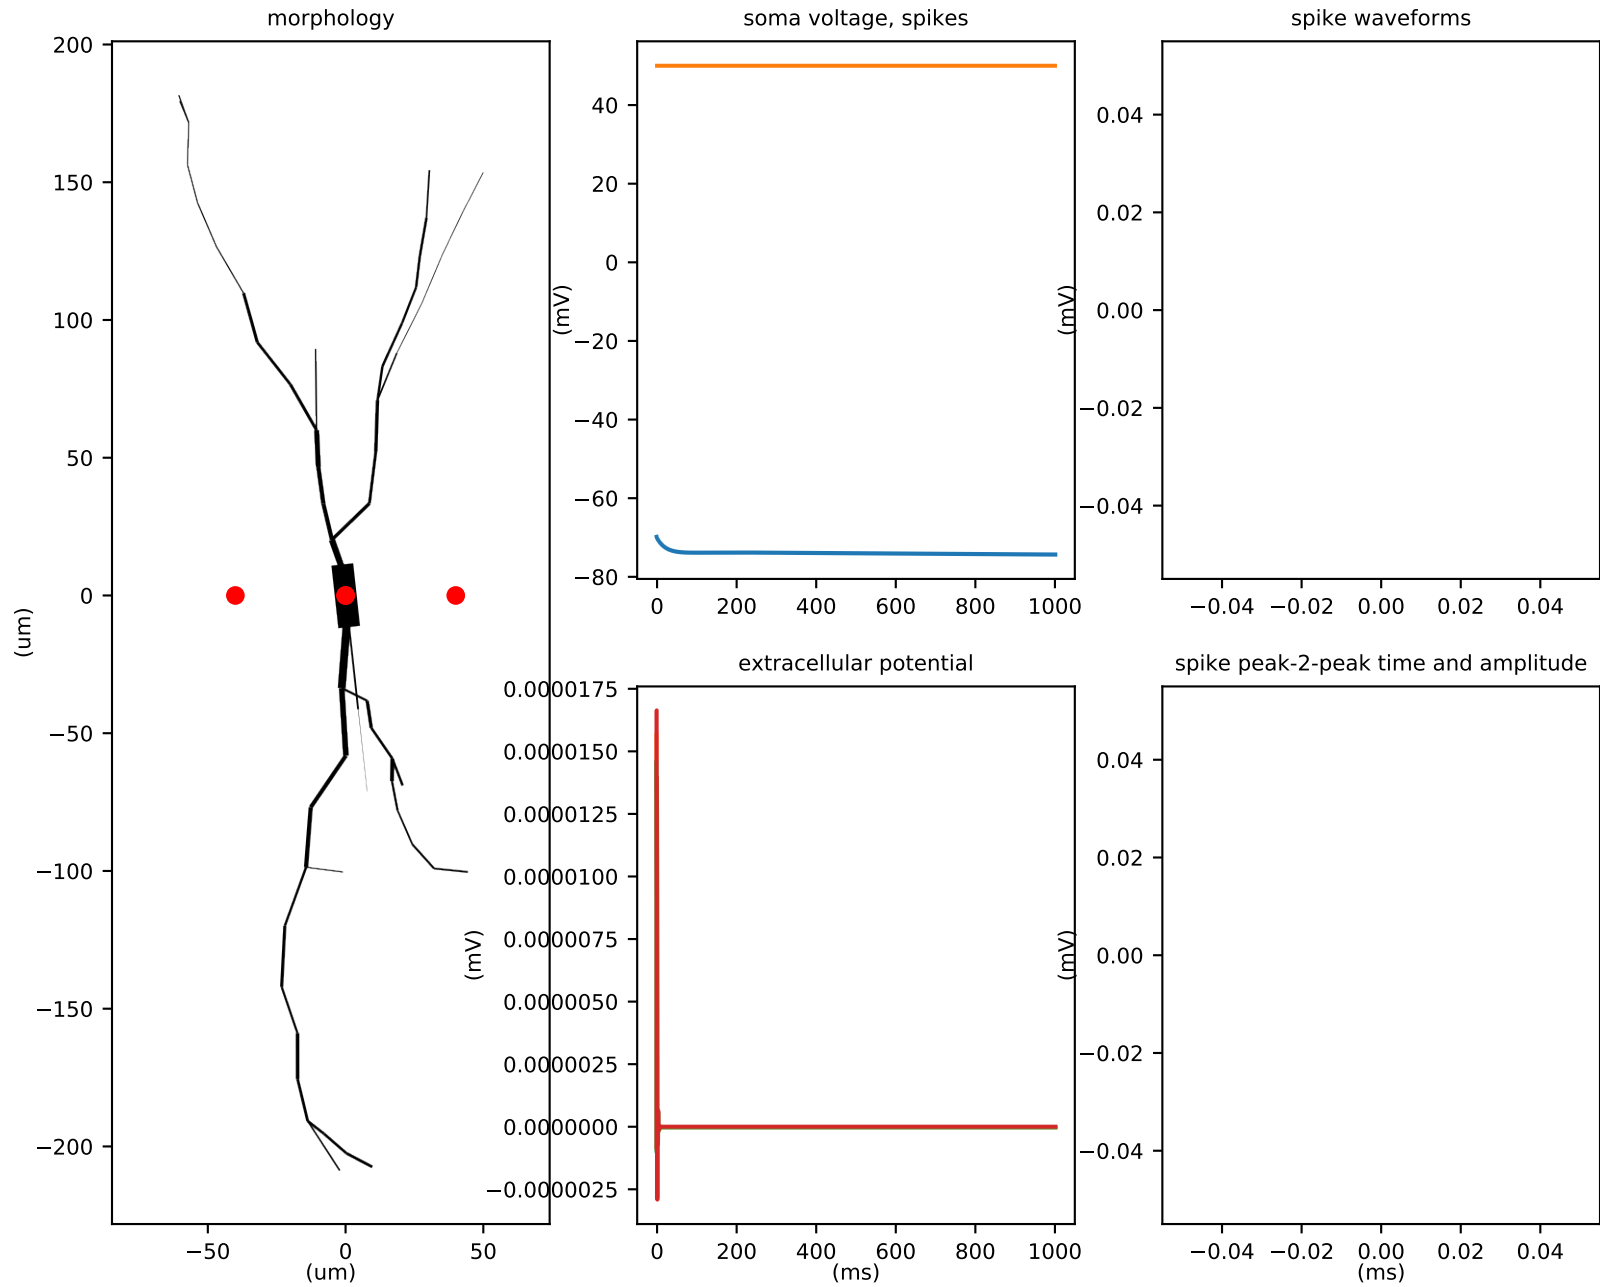 morphology
200
150
100
50
0
−50
−100
−150
−200
(um)
−50 0 50
(um)
soma voltage, spikes
40
20
0
−20
−40
−60
−80
(mV)
0 200 400 600 800 1000
spike waveforms
0.04
0.02
0.00
−0.02
−0.04
(mV)
−0.04 −0.02 0.00 0.02 0.04
extracellular potential
0.0000175
0.0000150
0.0000125
0.0000100
0.0000075
0.0000050
0.0000025
0.0000000
−0.0000025
(mV)
0 200 400 600 800 1000
(ms)
spike peak-2-peak time and amplitude
0.04
0.02
0.00
−0.02
−0.04
(mV)
−0.04 −0.02 0.00 0.02 0.04
(ms)